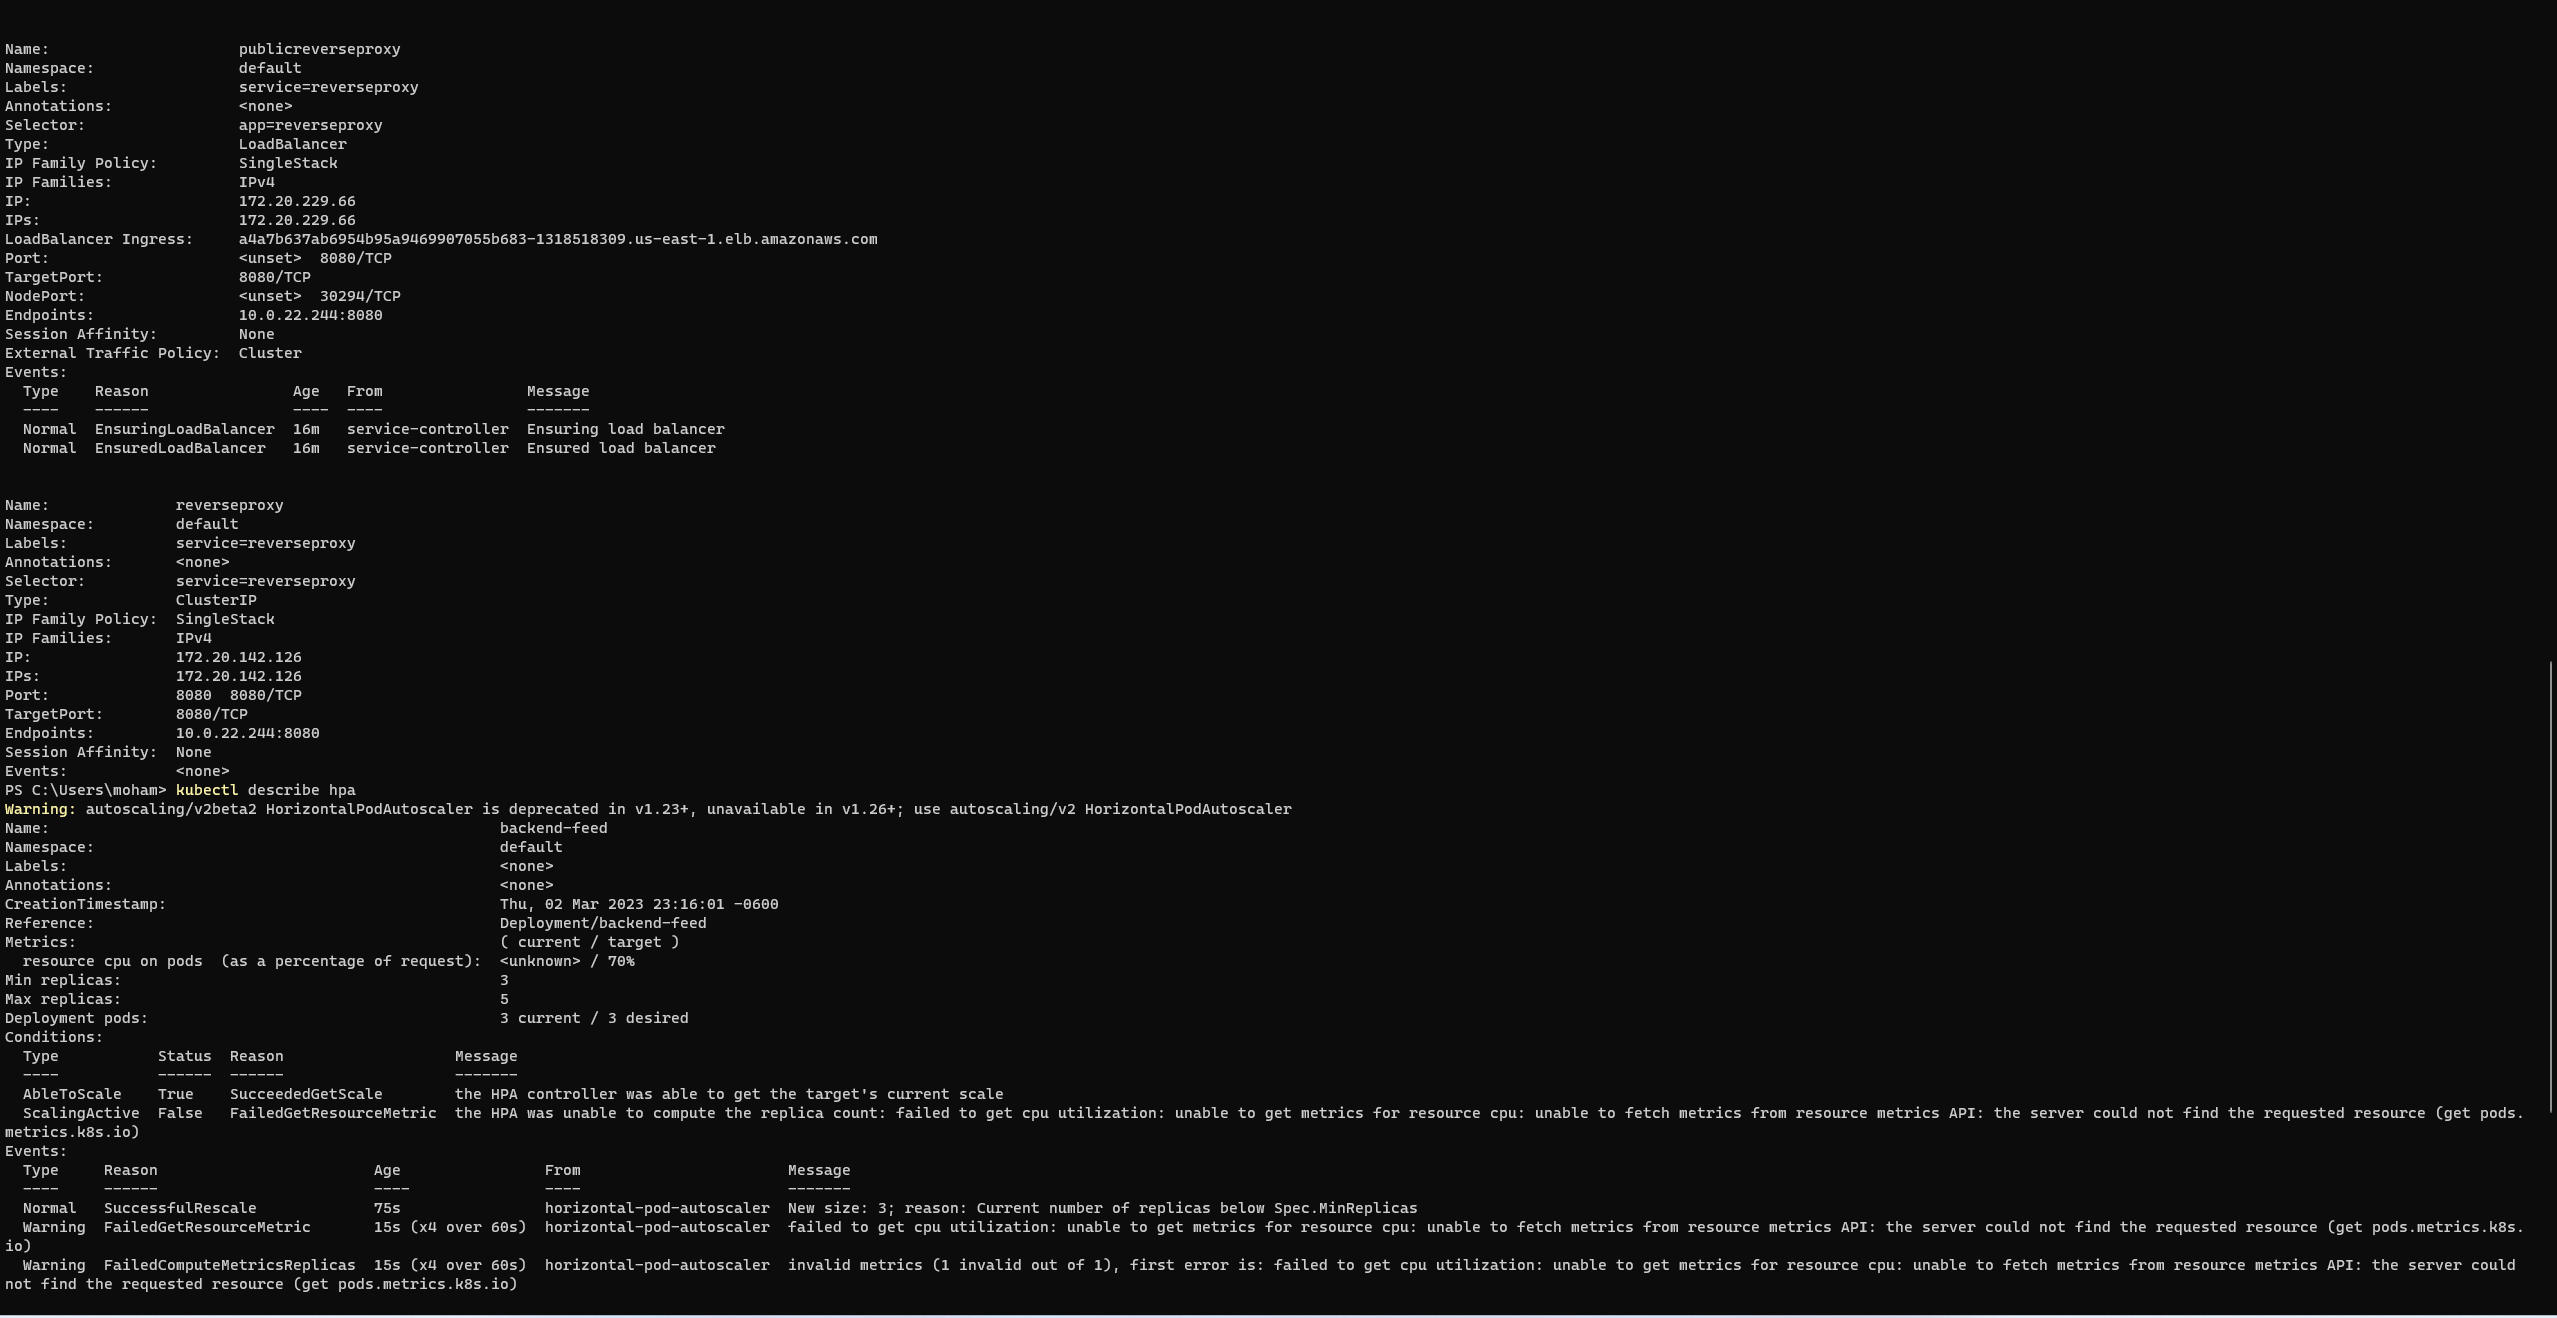 Name:                     publicreverseproxy
Namespace:                default
Labels:                   service=reverseproxy
Annotations:              <none>
Selector:                 app=reverseproxy
Type:                     LoadBalancer
IP Family Policy:         SingleStack
IP Families:              IPv4
IP:                       172.20.229.66
IPs:                      172.20.229.66
LoadBalancer Ingress:     a4a7b637ab6954b95a9469907055b683-1318518309.us-east-1.elb.amazonaws.com
Port:                     <unset>  8080/TCP
TargetPort:               8080/TCP
NodePort:                 <unset>  30294/TCP
Endpoints:                10.0.22.244:8080
Session Affinity:         None
External Traffic Policy:  Cluster
Events:
  Type    Reason                Age   From                Message
  ----    ------                ----  ----                -------
  Normal  EnsuringLoadBalancer  16m   service-controller  Ensuring load balancer
  Normal  EnsuredLoadBalancer   16m   service-controller  Ensured load balancer
Name:              reverseproxy
Namespace:         default
Labels:            service=reverseproxy
Annotations:       <none>
Selector:          service=reverseproxy
Type:              ClusterIP
IP Family Policy:  SingleStack
IP Families:       IPv4
IP:                172.20.142.126
IPs:               172.20.142.126
Port:              8080  8080/TCP
TargetPort:        8080/TCP
Endpoints:         10.0.22.244:8080
Session Affinity:  None
Events:            <none>
PS C:\Users\moham> kubectl describe hpa
Warning: autoscaling/v2beta2 HorizontalPodAutoscaler is deprecated in v1.23+, unavailable in v1.26+; use autoscaling/v2 HorizontalPodAutoscaler
Name:                                                  backend-feed
Namespace:                                             default
Labels:                                                <none>
Annotations:                                           <none>
CreationTimestamp:                                     Thu, 02 Mar 2023 23:16:01 -0600
Reference:                                             Deployment/backend-feed
Metrics:                                               ( current / target )
  resource cpu on pods  (as a percentage of request):  <unknown> / 70%
Min replicas:                                          3
Max replicas:                                          5
Deployment pods:                                       3 current / 3 desired
Conditions:
  Type           Status  Reason                   Message
  ----           ------  ------                   -------
  AbleToScale    True    SucceededGetScale        the HPA controller was able to get the target's current scale
  ScalingActive  False   FailedGetResourceMetric  the HPA was unable to compute the replica count: failed to get cpu utilization: unable to get metrics for resource cpu: unable to fetch metrics from resource metrics API: the server could not find the requested resource (get pods.
metrics.k8s.io)
Events:
  Type     Reason                        Age                From                       Message
  ----     ------                        ----               ----                       -------
  Normal   SuccessfulRescale             75s                horizontal-pod-autoscaler  New size: 3; reason: Current number of replicas below Spec.MinReplicas
  Warning  FailedGetResourceMetric       15s (x4 over 60s)  horizontal-pod-autoscaler  failed to get cpu utilization: unable to get metrics for resource cpu: unable to fetch metrics from resource metrics API: the server could not find the requested resource (get pods.metrics.k8s.
io)
  Warning  FailedComputeMetricsReplicas  15s (x4 over 60s)  horizontal-pod-autoscaler  invalid metrics (1 invalid out of 1), first error is: failed to get cpu utilization: unable to get metrics for resource cpu: unable to fetch metrics from resource metrics API: the server could
not find the requested resource (get pods.metrics.k8s.io)